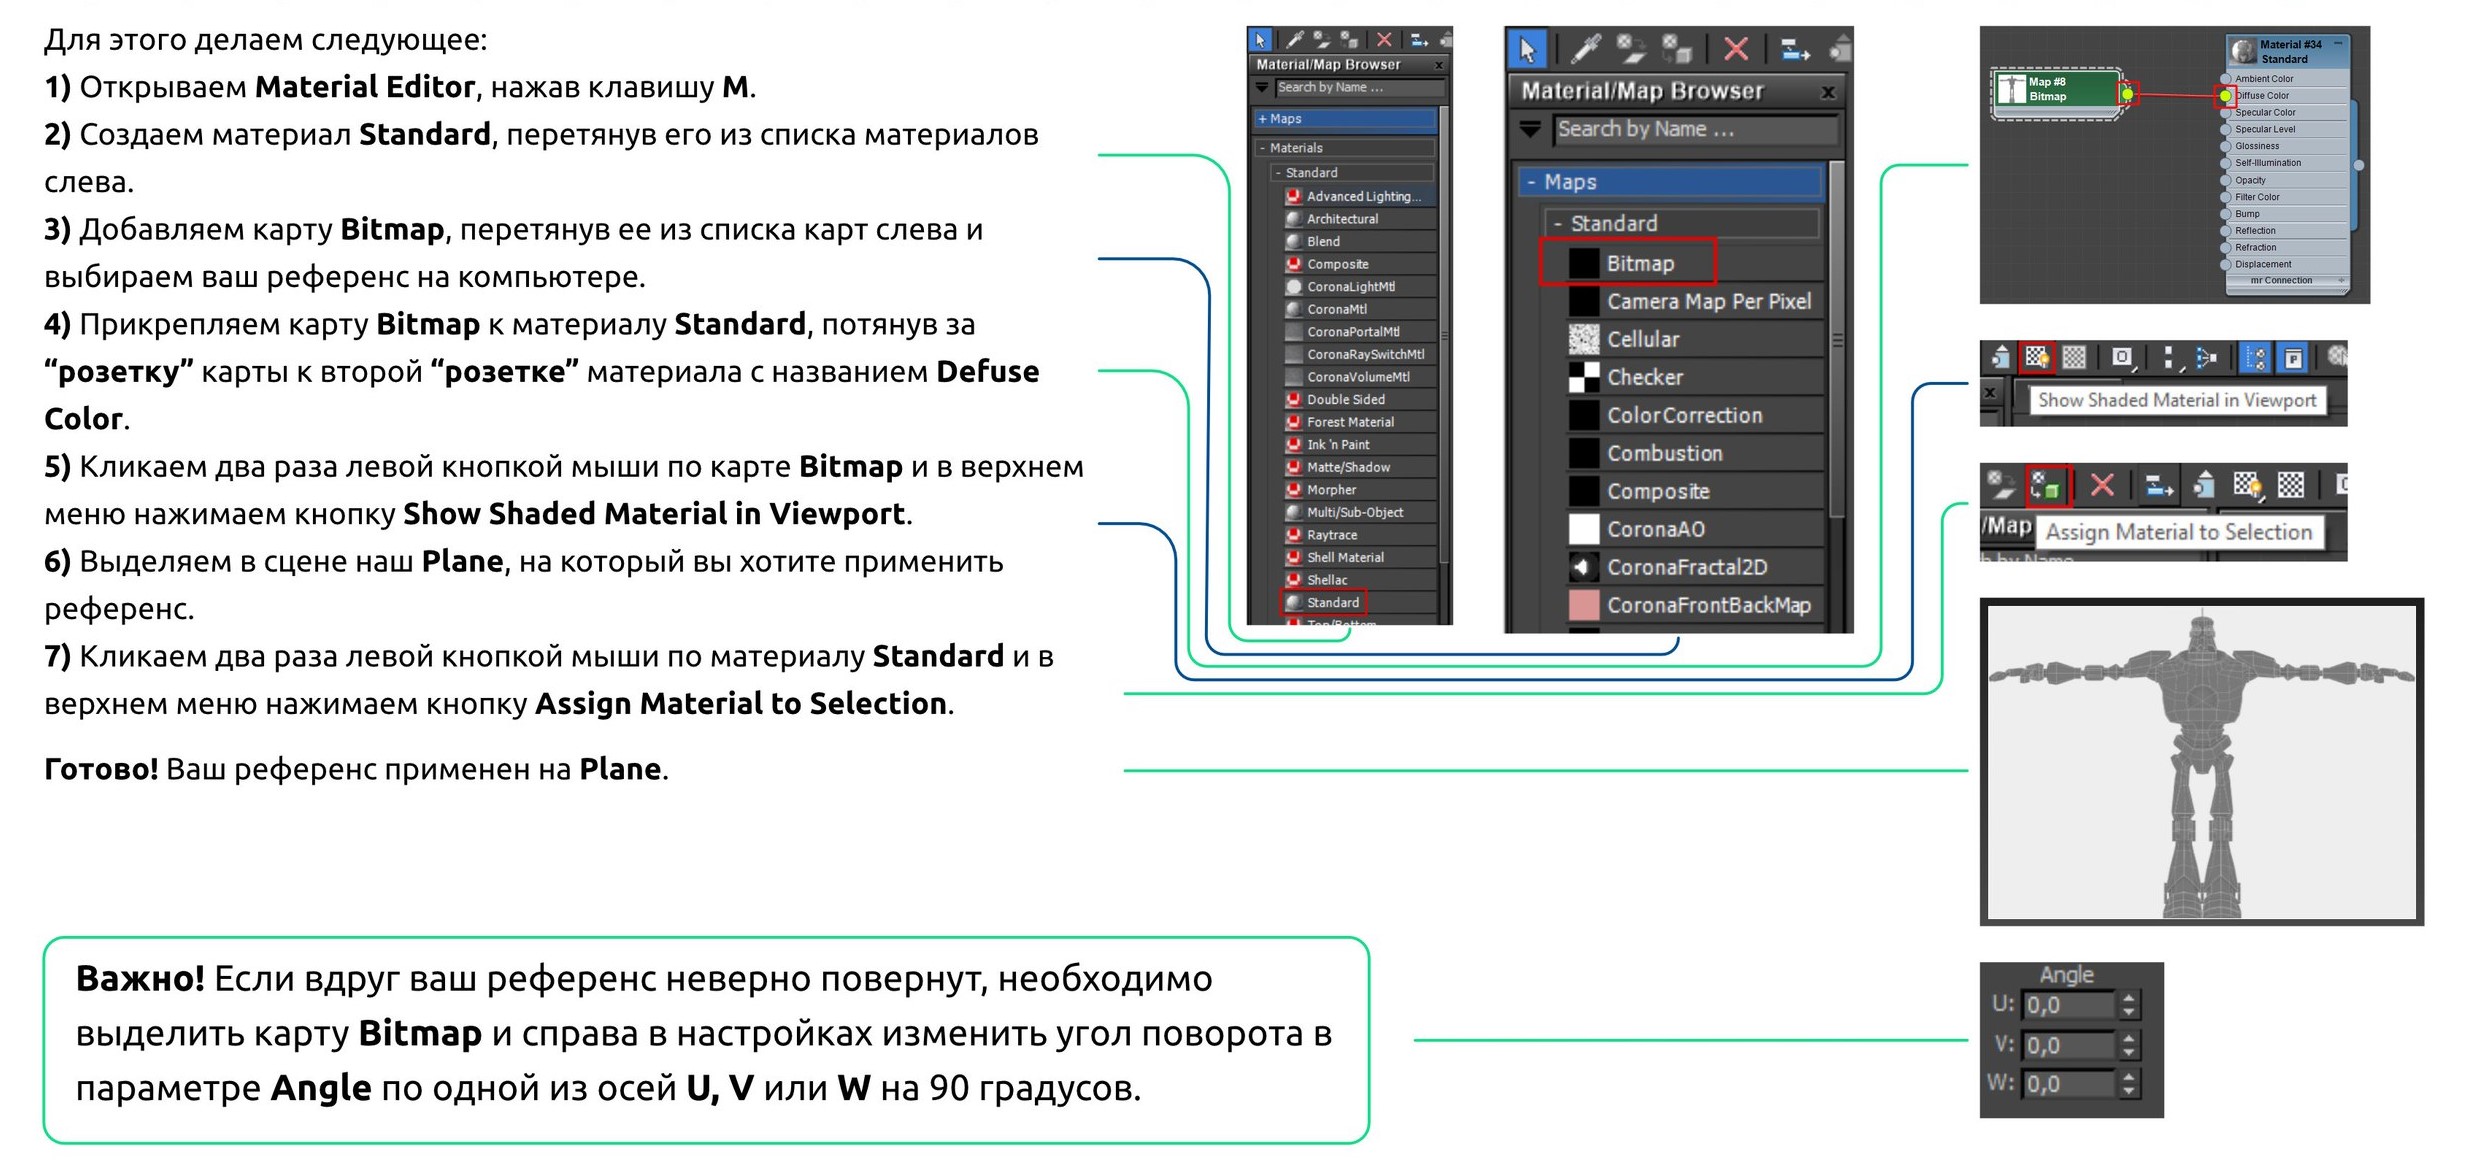 Для этого делаем следующее:
1) Открываем Material Editor, нажав клавишу M.
2) Создаем материал Standard, перетянув его из списка материалов
слева.
3) Добавляем карту Bitmap, перетянув ее из списка карт слева и
выбираем ваш референс на компьютере.
4) Прикрепляем карту Bitmap к материалу Standard, потянув за
“розетку” карты к второй “розетке” материала с названием Defuse
Color.
5) Кликаем два раза левой кнопкой мыши по карте Bitmap и в верхнем
меню нажимаем кнопку Show Shaded Material in Viewport.
6) Выделяем в сцене наш Plane, на который вы хотите применить
референс.
7) Кликаем два раза левой кнопкой мыши по материалу Standard и в
верхнем меню нажимаем кнопку Assign Material to Selection.
Готово! Ваш референс применен на Plane.
Важно! Если вдруг ваш референс неверно повернут, необходимо
выделить карту Bitmap и справа в настройках изменить угол поворота в
параметре Angle по одной из осей U, V или W на 90 градусов.
Material/Map Browser x
Search by Name ...
+ Maps
- Materials
- Standard
Advanced Lighting...
Architectural
Blend
Composite
CoronaLightMtl
CoronaMtl
CoronaPortalMtl
CoronaRaySwitchMtl
CoronaVolumeMtl
Double Sided
Forest Material
Ink 'n Paint
Matte/Shadow
Morpher
Multi/Sub-Object
Raytrace
Shell Material
Shellac
Standard
Top/Bottom
Material/Map Browser x
Search by Name ...
- Maps
- Standard
Bitmap
Camera Map Per Pixel
Cellular
Checker
ColorCorrection
Combustion
Composite
CoronaAO
CoronaFractal2D
CoronaFrontBackMap
Map #8
Bitmap
Material #34
Standard
Ambient Color
Diffuse Color
Specular Color
Specular Level
Glossiness
Self-Illumination
Opacity
Filter Color
Bump
Reflection
Refraction
Displacement
mr Connection +
x
Show Shaded Material in Viewport
/Map
Assign Material to Selection
h by Name
Angle
U: 0,0
V: 0,0
W: 0,0